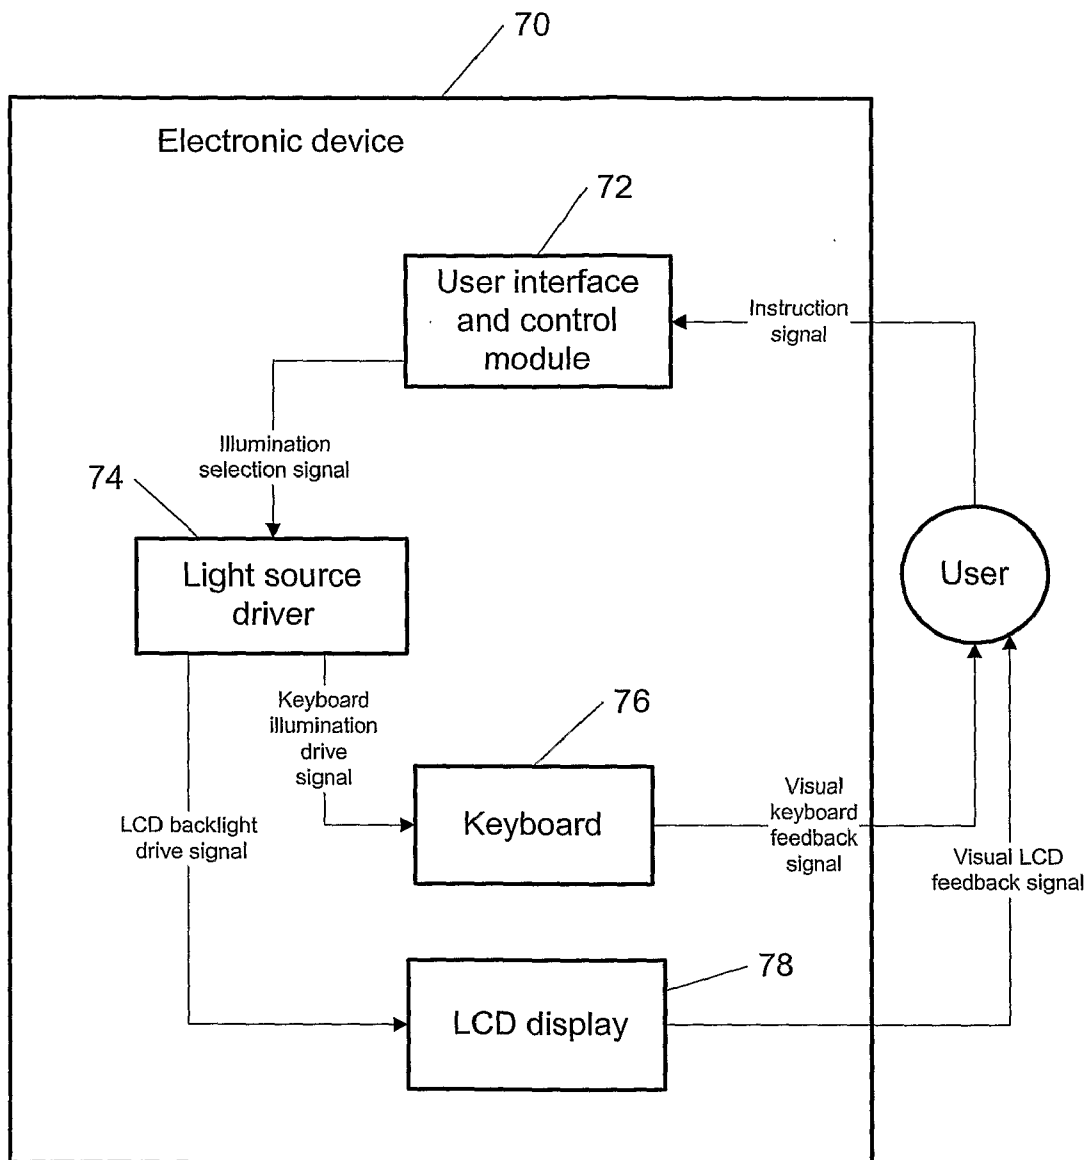 70
Electronic device
72
User interface
and control
module
Instruction
signal
Illumination
selection signal
74
Light source
driver
User
Keyboard
illumination
drive
signal
76
Keyboard
Visual
keyboard
feedback
signal
LCD backlight
drive signal
Visual LCD
feedback signal
78
LCD display